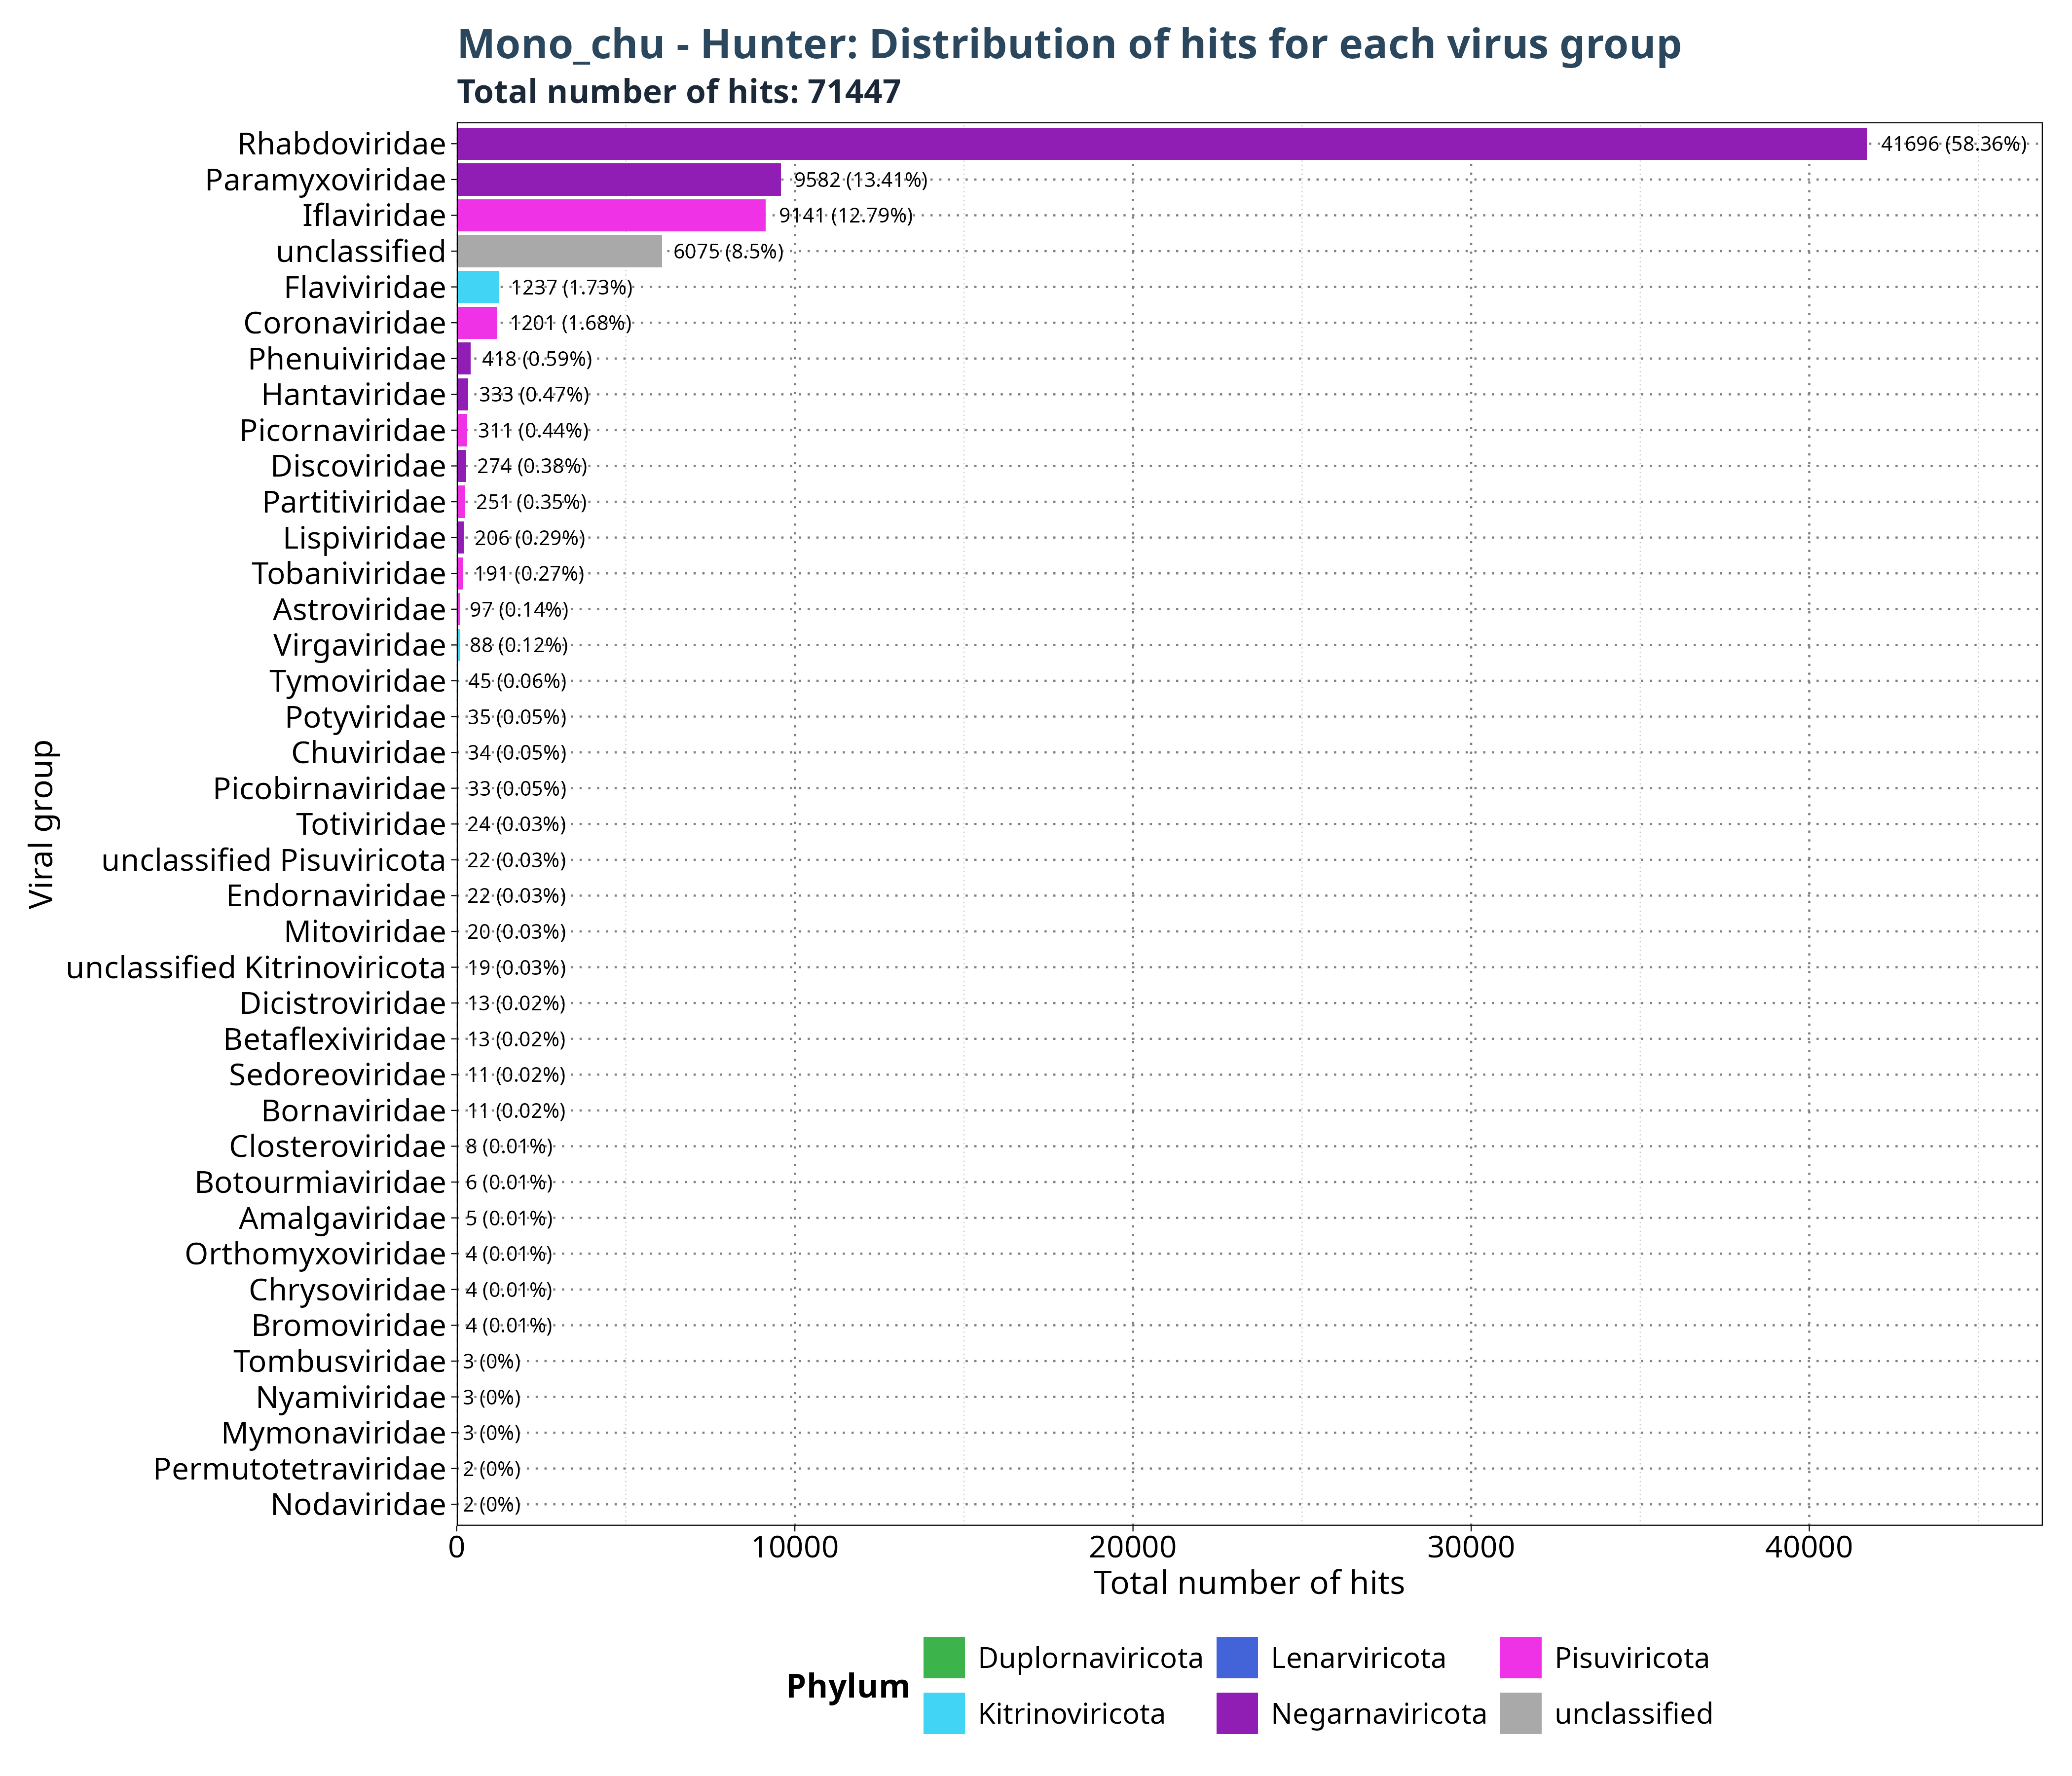 Mono_chu - Hunter: Distribution of hits for each virus group
Total number of hits: 71447
Viral group
Rhabdoviridae 41696 (58.36%)
Paramyxoviridae 9582 (13.41%)
Iflaviridae 9141 (12.79%)
unclassified 6075 (8.5%)
Flaviviridae 1237 (1.73%)
Coronaviridae 1201 (1.68%)
Phenuiviridae 418 (0.59%)
Hantaviridae 333 (0.47%)
Picornaviridae 311 (0.44%)
Discoviridae 274 (0.38%)
Partitiviridae 251 (0.35%)
Lispiviridae 206 (0.29%)
Tobaniviridae 191 (0.27%)
Astroviridae 97 (0.14%)
Virgaviridae 88 (0.12%)
Tymoviridae 45 (0.06%)
Potyviridae 35 (0.05%)
Chuviridae 34 (0.05%)
Picobirnaviridae 33 (0.05%)
Totiviridae 24 (0.03%)
unclassified Pisuviricota 22 (0.03%)
Endornaviridae 22 (0.03%)
Mitoviridae 20 (0.03%)
unclassified Kitrinoviricota 19 (0.03%)
Dicistroviridae 13 (0.02%)
Betaflexiviridae 13 (0.02%)
Sedoreoviridae 11 (0.02%)
Bornaviridae 11 (0.02%)
Closteroviridae 8 (0.01%)
Botourmiaviridae 6 (0.01%)
Amalgaviridae 5 (0.01%)
Orthomyxoviridae 4 (0.01%)
Chrysoviridae 4 (0.01%)
Bromoviridae 4 (0.01%)
Tombusviridae 3 (0%)
Nyamiviridae 3 (0%)
Mymonaviridae 3 (0%)
Permutotetraviridae 2 (0%)
Nodaviridae 2 (0%)
0 10000 20000 30000 40000
Total number of hits
Phylum
Duplornaviricota Lenarviricota Pisuviricota
Kitrinoviricota Negarnaviricota unclassified